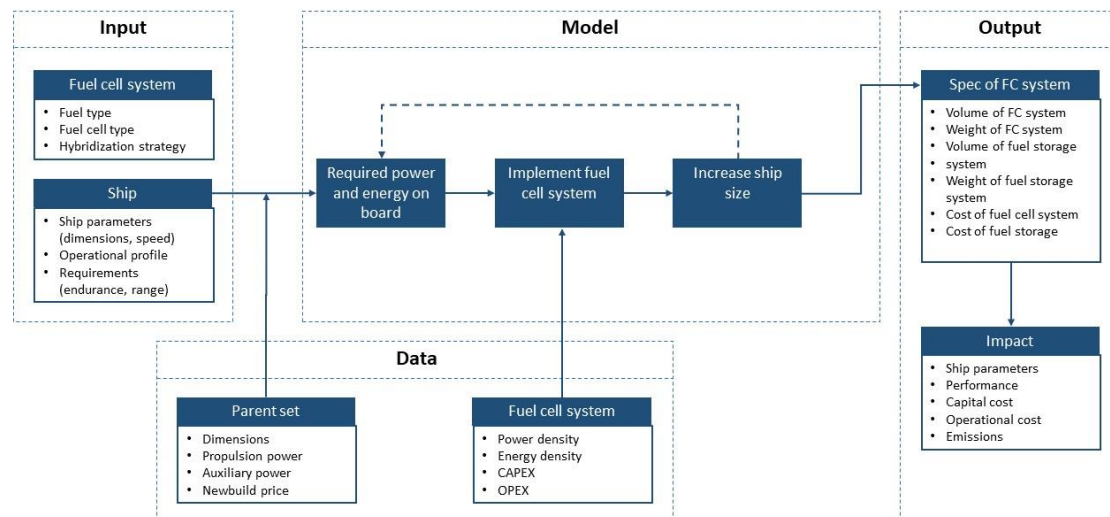 Input
Fuel cell system
• Fuel type
• Fuel cell type
• Hybridization strategy
Ship
• Ship parameters
(dimensions, speed)
• Operational profile
• Requirements
(endurance, range)
Model
Required power
and energy on
board
Implement fuel
cell system
Increase ship
size
Data
Parent set
• Dimensions
• Propulsion power
• Auxiliary power
• Newbuild price
Fuel cell system
• Power density
• Energy density
• CAPEX
• OPEX
Output
Spec of FC system
• Volume of FC system
• Weight of FC system
• Volume of fuel storage
• system
• Weight of fuel storage
system
• Cost of fuel cell system
• Cost of fuel storage
Impact
• Ship parameters
• Performance
• Capital cost
• Operational cost
• Emissions